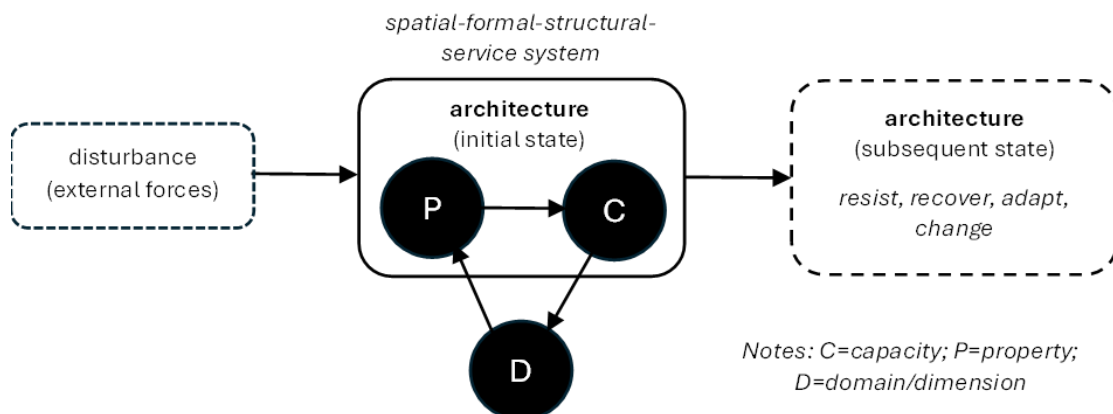 spatial-formal-structural-
service system
disturbance
(external forces)
architecture
(initial state)
P
C
D
architecture
(subsequent state)
resist, recover, adapt,
change
Notes: C=capacity; P=property;
D=domain/dimension